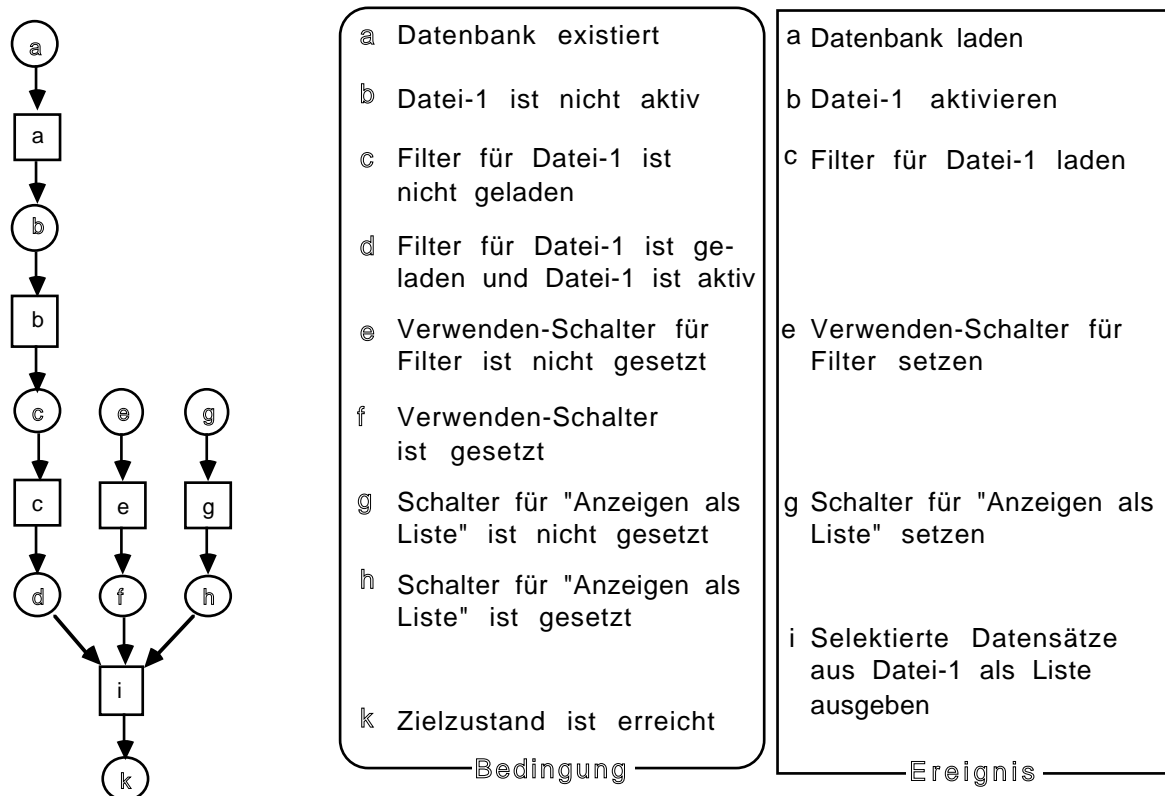 a
a
b
b
c
e
g
c
e
g
d
f
h
i
k
a Datenbank existiert
b Datei-1 ist nicht aktiv
c Filter für Datei-1 ist
nicht geladen
d Filter für Datei-1 ist ge-
laden und Datei-1 ist aktiv
e Verwenden-Schalter für
Filter ist nicht gesetzt
f Verwenden-Schalter
ist gesetzt
g Schalter für "Anzeigen als
Liste" ist nicht gesetzt
h Schalter für "Anzeigen als
Liste" ist gesetzt
k Zielzustand ist erreicht
Bedingung
a Datenbank laden
b Datei-1 aktivieren
c Filter für Datei-1 laden
e Verwenden-Schalter für
Filter setzen
g Schalter für "Anzeigen als
Liste" setzen
i Selektierte Datensätze
aus Datei-1 als Liste
ausgeben
Ereignis